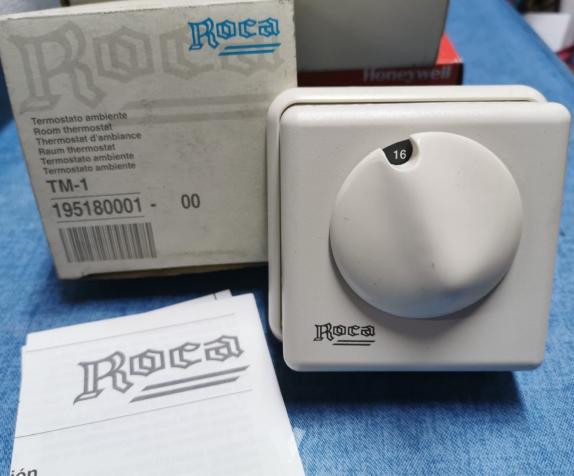 Roca
Roca
Honeywell
Termostato ambiente
Room thermostat
Thermostat d'ambiance
Raum thermostat
Termostato ambiente
Termostato ambiente
TM-1
195180001 - 00
16
Roca
Roca
ión